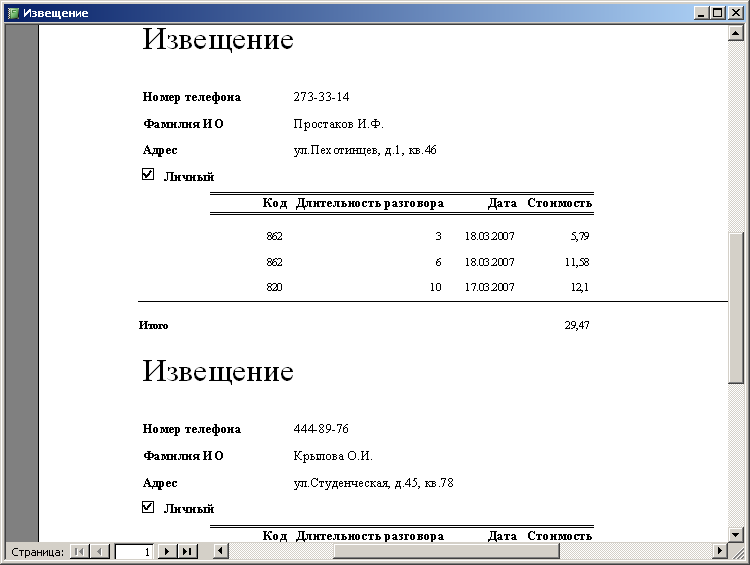 Извещение
Извещение
Номер телефона 273-33-14
Фамилия И О Простаков И.Ф.
Адрес ул.Пехотинцев, д.1, кв.46
Личный
Код Длительность разговора Дата Стоимость
862 3 18.03.2007 5,79
862 6 18.03.2007 11,58
820 10 17.03.2007 12,1
Итого 29,47
Извещение
Номер телефона 444-89-76
Фамилия И О Крылова О.И.
Адрес ул.Студенческая, д.45, кв.78
Личный
Код Длительность разговора Дата Стоимость
Страница: 1